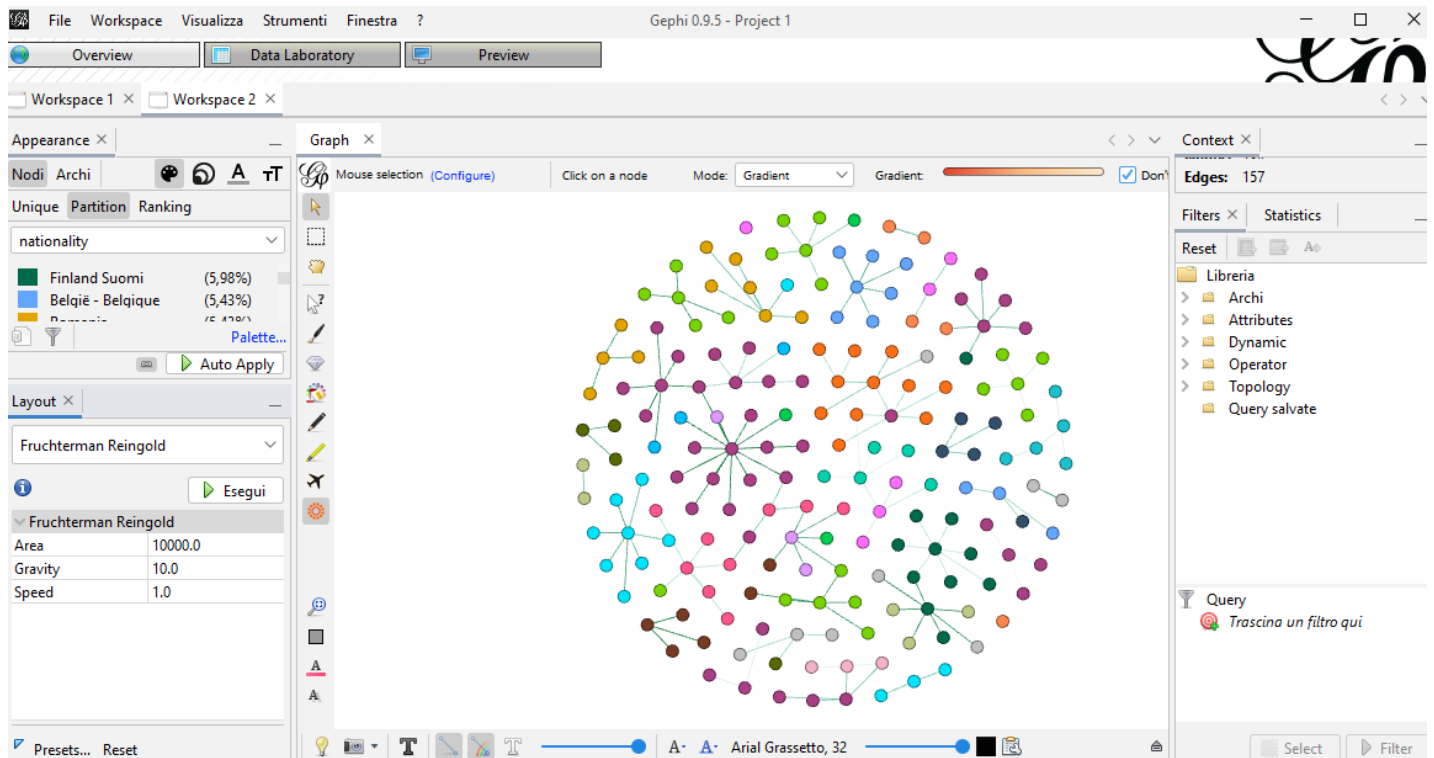 File Workspace Visualizza Strumenti Finestra ? Gephi 0.9.5 - Project 1
Overview Data Laboratory Preview
Workspace 1 Workspace 2
Appearance
Nodi Archi
Unique Partition Ranking
nationality
Finland Suomi (5,98%)
België - Belgique (5,43%)
Palette...
Auto Apply
Layout
Fruchterman Reingold
Esegui
Fruchterman Reingold
Area 10000.0
Gravity 10.0
Speed 1.0
Presets... Reset
Graph
Mouse selection (Configure) Click on a node Mode: Gradient Gradient:
Arial Grassetto, 32
Context
Edges: 157
Filters Statistics
Reset
Libreria
Archi
Attributes
Dynamic
Operator
Topology
Query salvate
Query
Trascina un filtro qui
Select Filter